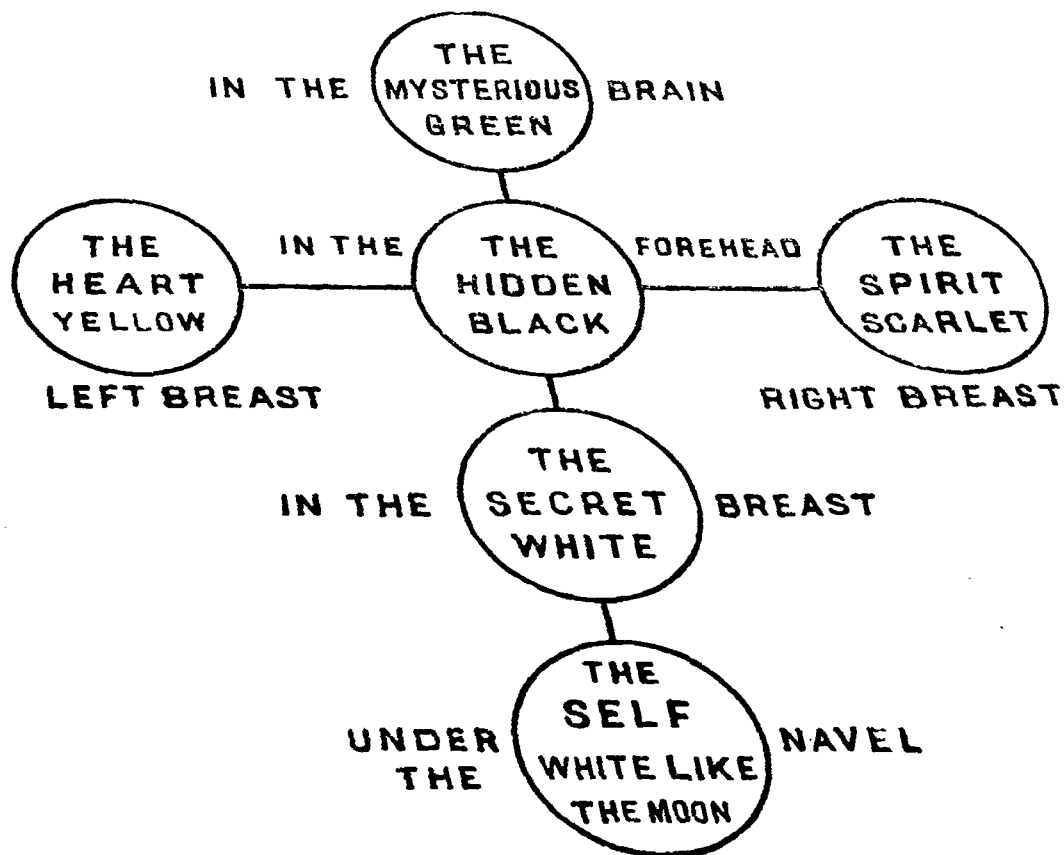 THE
IN THE MYSTERIOUS BRAIN
GREEN
THE IN THE THE FOREHEAD THE
HEART HIDDEN SPIRIT
YELLOW BLACK SCARLET
LEFT BREAST RIGHT BREAST
THE
IN THE SECRET BREAST
WHITE
THE
SELF
UNDER NAVEL
THE WHITE LIKE
THE MOON